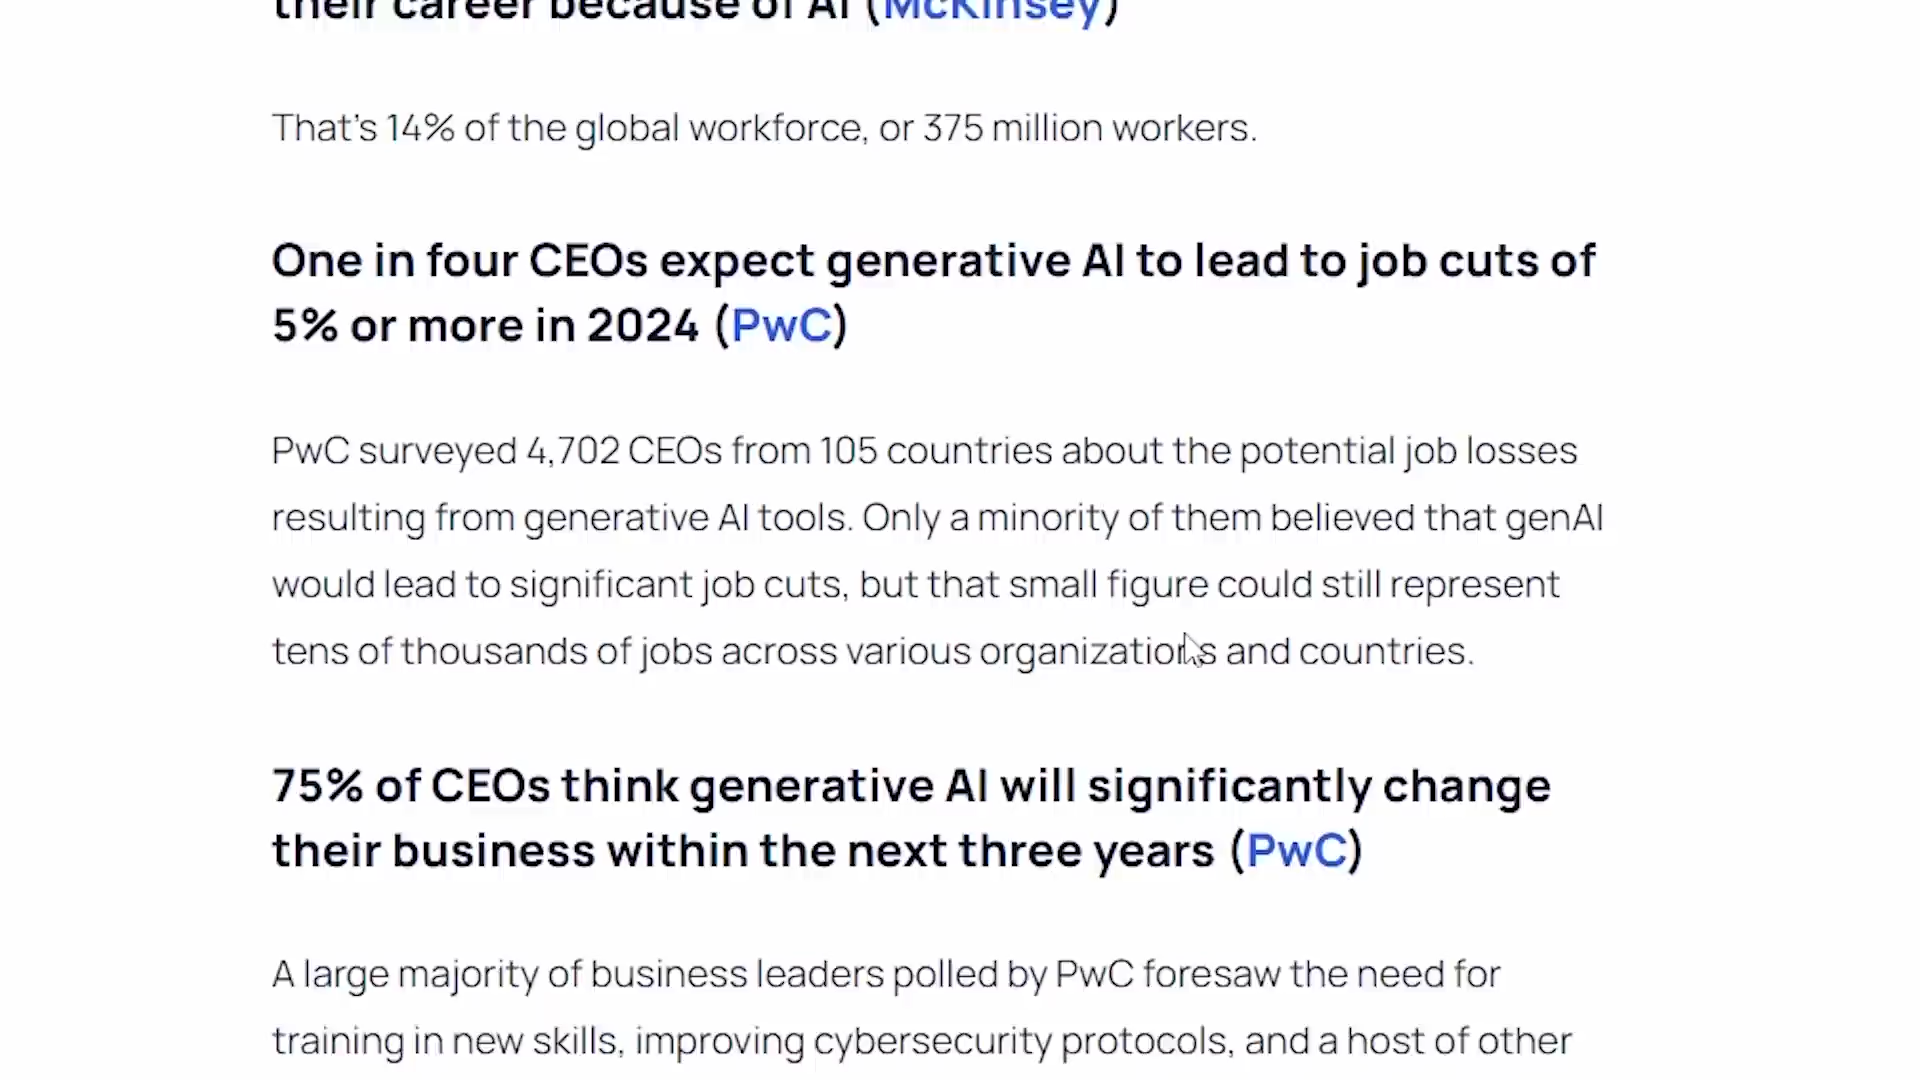 their career because of AI (McKinsey)
That's 14% of the global workforce, or 375 million workers.
One in four CEOs expect generative AI to lead to job cuts of
5% or more in 2024 (PwC)
PwC surveyed 4,702 CEOs from 105 countries about the potential job losses
resulting from generative AI tools. Only a minority of them believed that genAI
would lead to significant job cuts, but that small figure could still represent
tens of thousands of jobs across various organizations and countries.
75% of CEOs think generative AI will significantly change
their business within the next three years (PwC)
A large majority of business leaders polled by PwC foresaw the need for
training in new skills, improving cybersecurity protocols, and a host of other